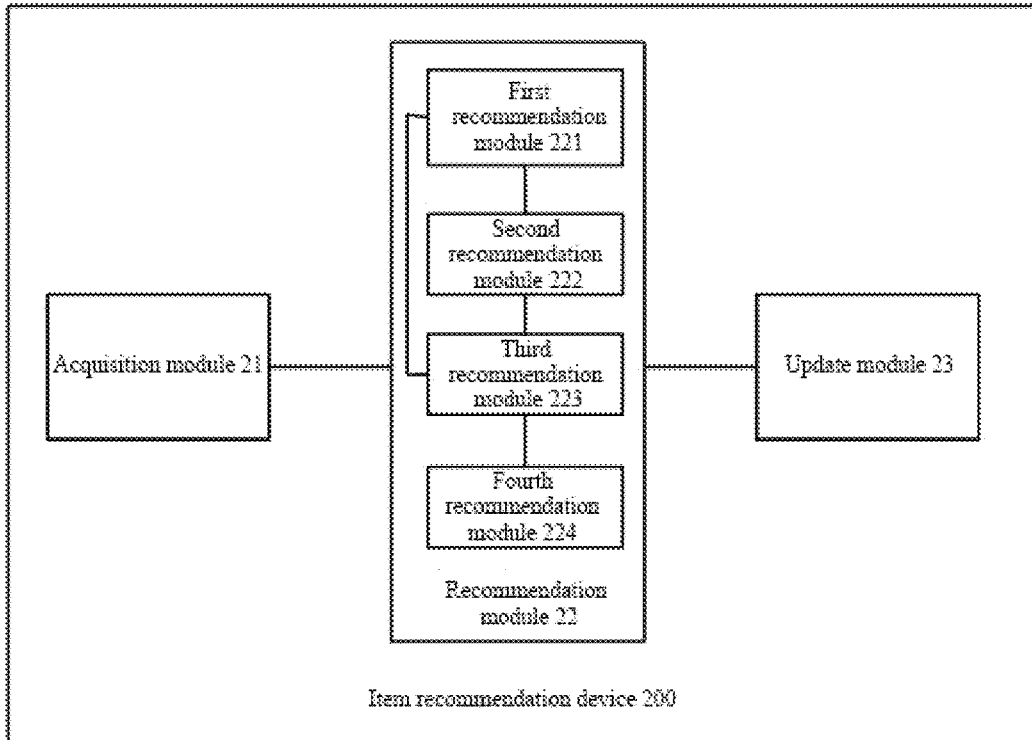 First
recommendation
module 221
Second
recommendation
module 222
Acquisition module 21
Third
recommendation
module 223
Update module 23
Fourth
recommendation
module 224
Recommendation
module 22
Item recommendation device 200